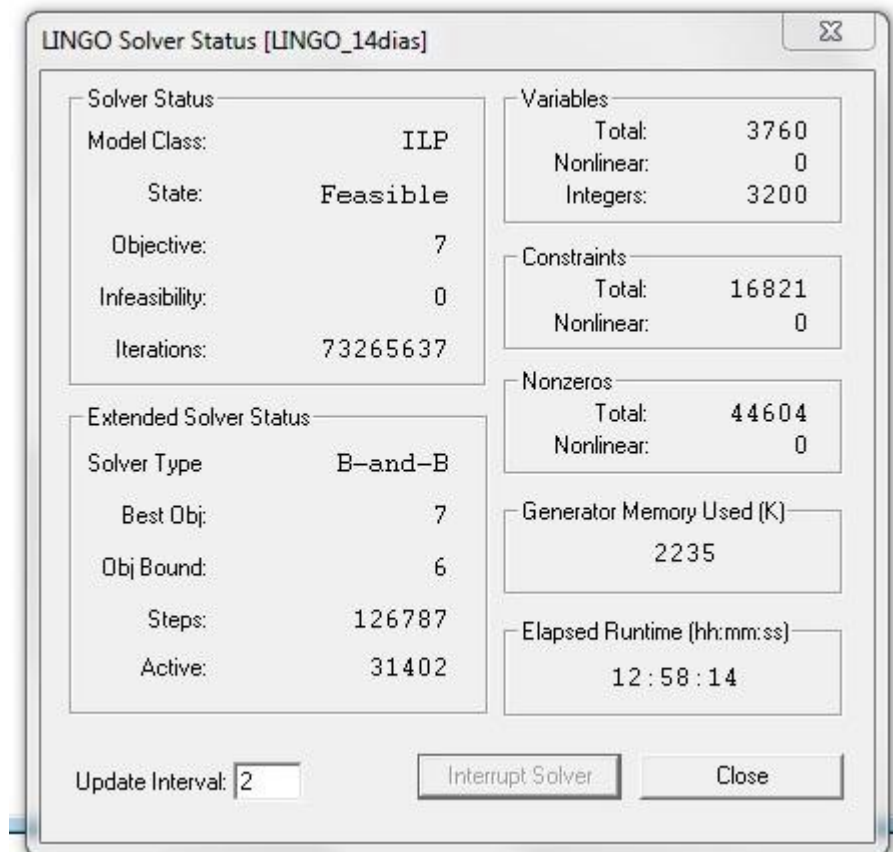 LINGO Solver Status [LINGO_14dias]
Solver Status
Model Class: ILP
State: Feasible
Objective: 7
Infeasibility: 0
Iterations: 73265637
Extended Solver Status
Solver Type B-and-B
Best Obj: 7
Obj Bound: 6
Steps: 126787
Active: 31402
Variables
Total: 3760
Nonlinear: 0
Integers: 3200
Constraints
Total: 16821
Nonlinear: 0
Nonzeros
Total: 44604
Nonlinear: 0
Generator Memory Used (K)
2235
Elapsed Runtime (hh:mm:ss)
12:58:14
Update Interval: 2
Interrupt Solver
Close